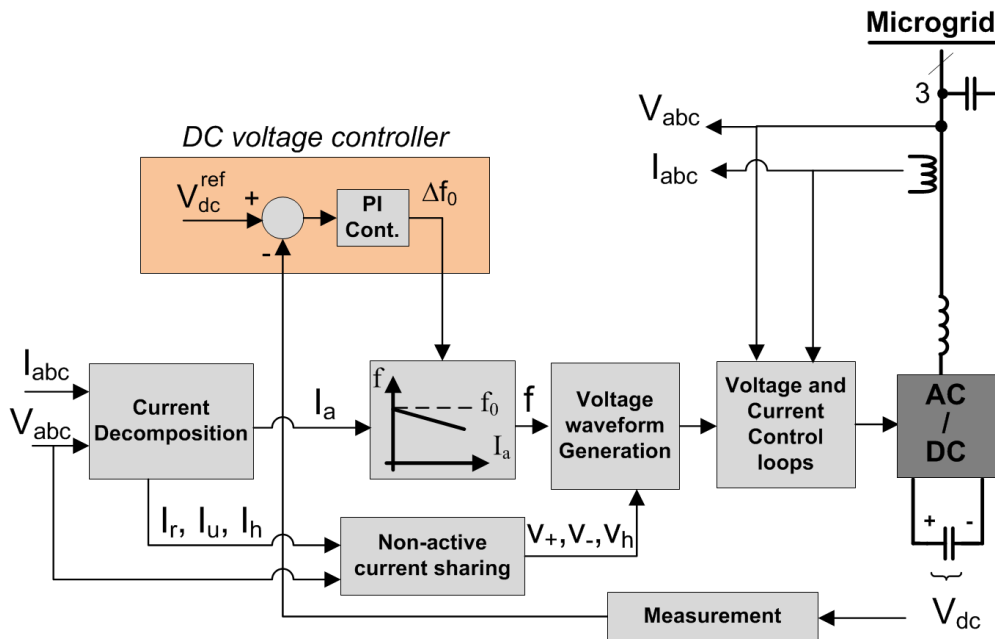 Microgrid
3
V_abc
I_abc
DC voltage controller
V_dc^ref
+
-
PI
Cont.
Δf₀
I_abc
V_abc
Current
Decomposition
I_a
f
f₀
I_a
f
Voltage
waveform
Generation
Voltage and
Current
Control
loops
AC
/
DC
+
-
V_dc
I_r, I_u, I_h
Non-active
current sharing
V_+,V_-,V_h
Measurement